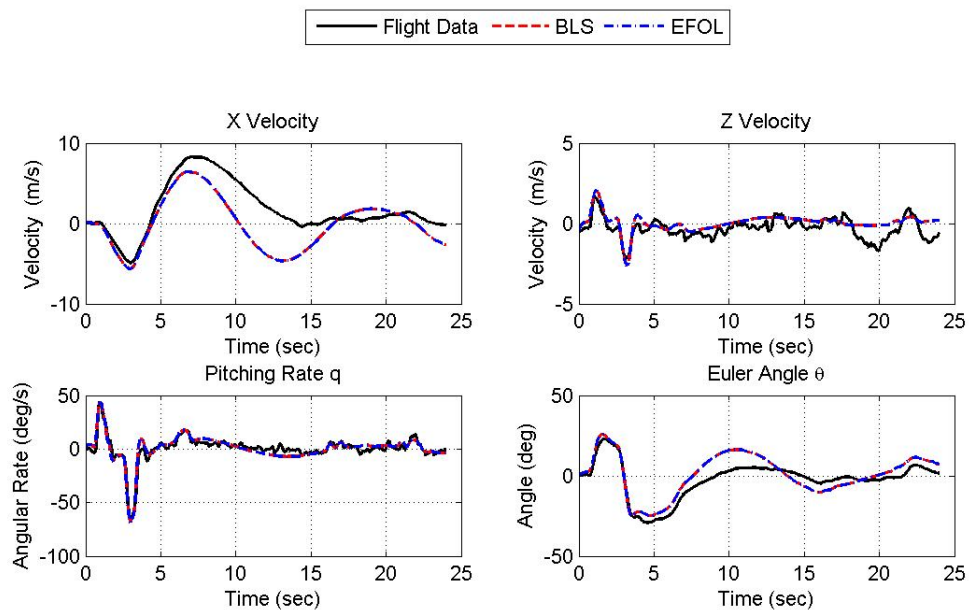 Flight Data BLS EFOL
X Velocity
10
0
-10
Velocity (m/s)
0 5 10 15 20 25
Time (sec)
Z Velocity
5
0
-5
Velocity (m/s)
0 5 10 15 20 25
Time (sec)
Pitching Rate q
50
0
-50
-100
Angular Rate (deg/s)
0 5 10 15 20 25
Time (sec)
Euler Angle θ
50
0
-50
Angle (deg)
0 5 10 15 20 25
Time (sec)